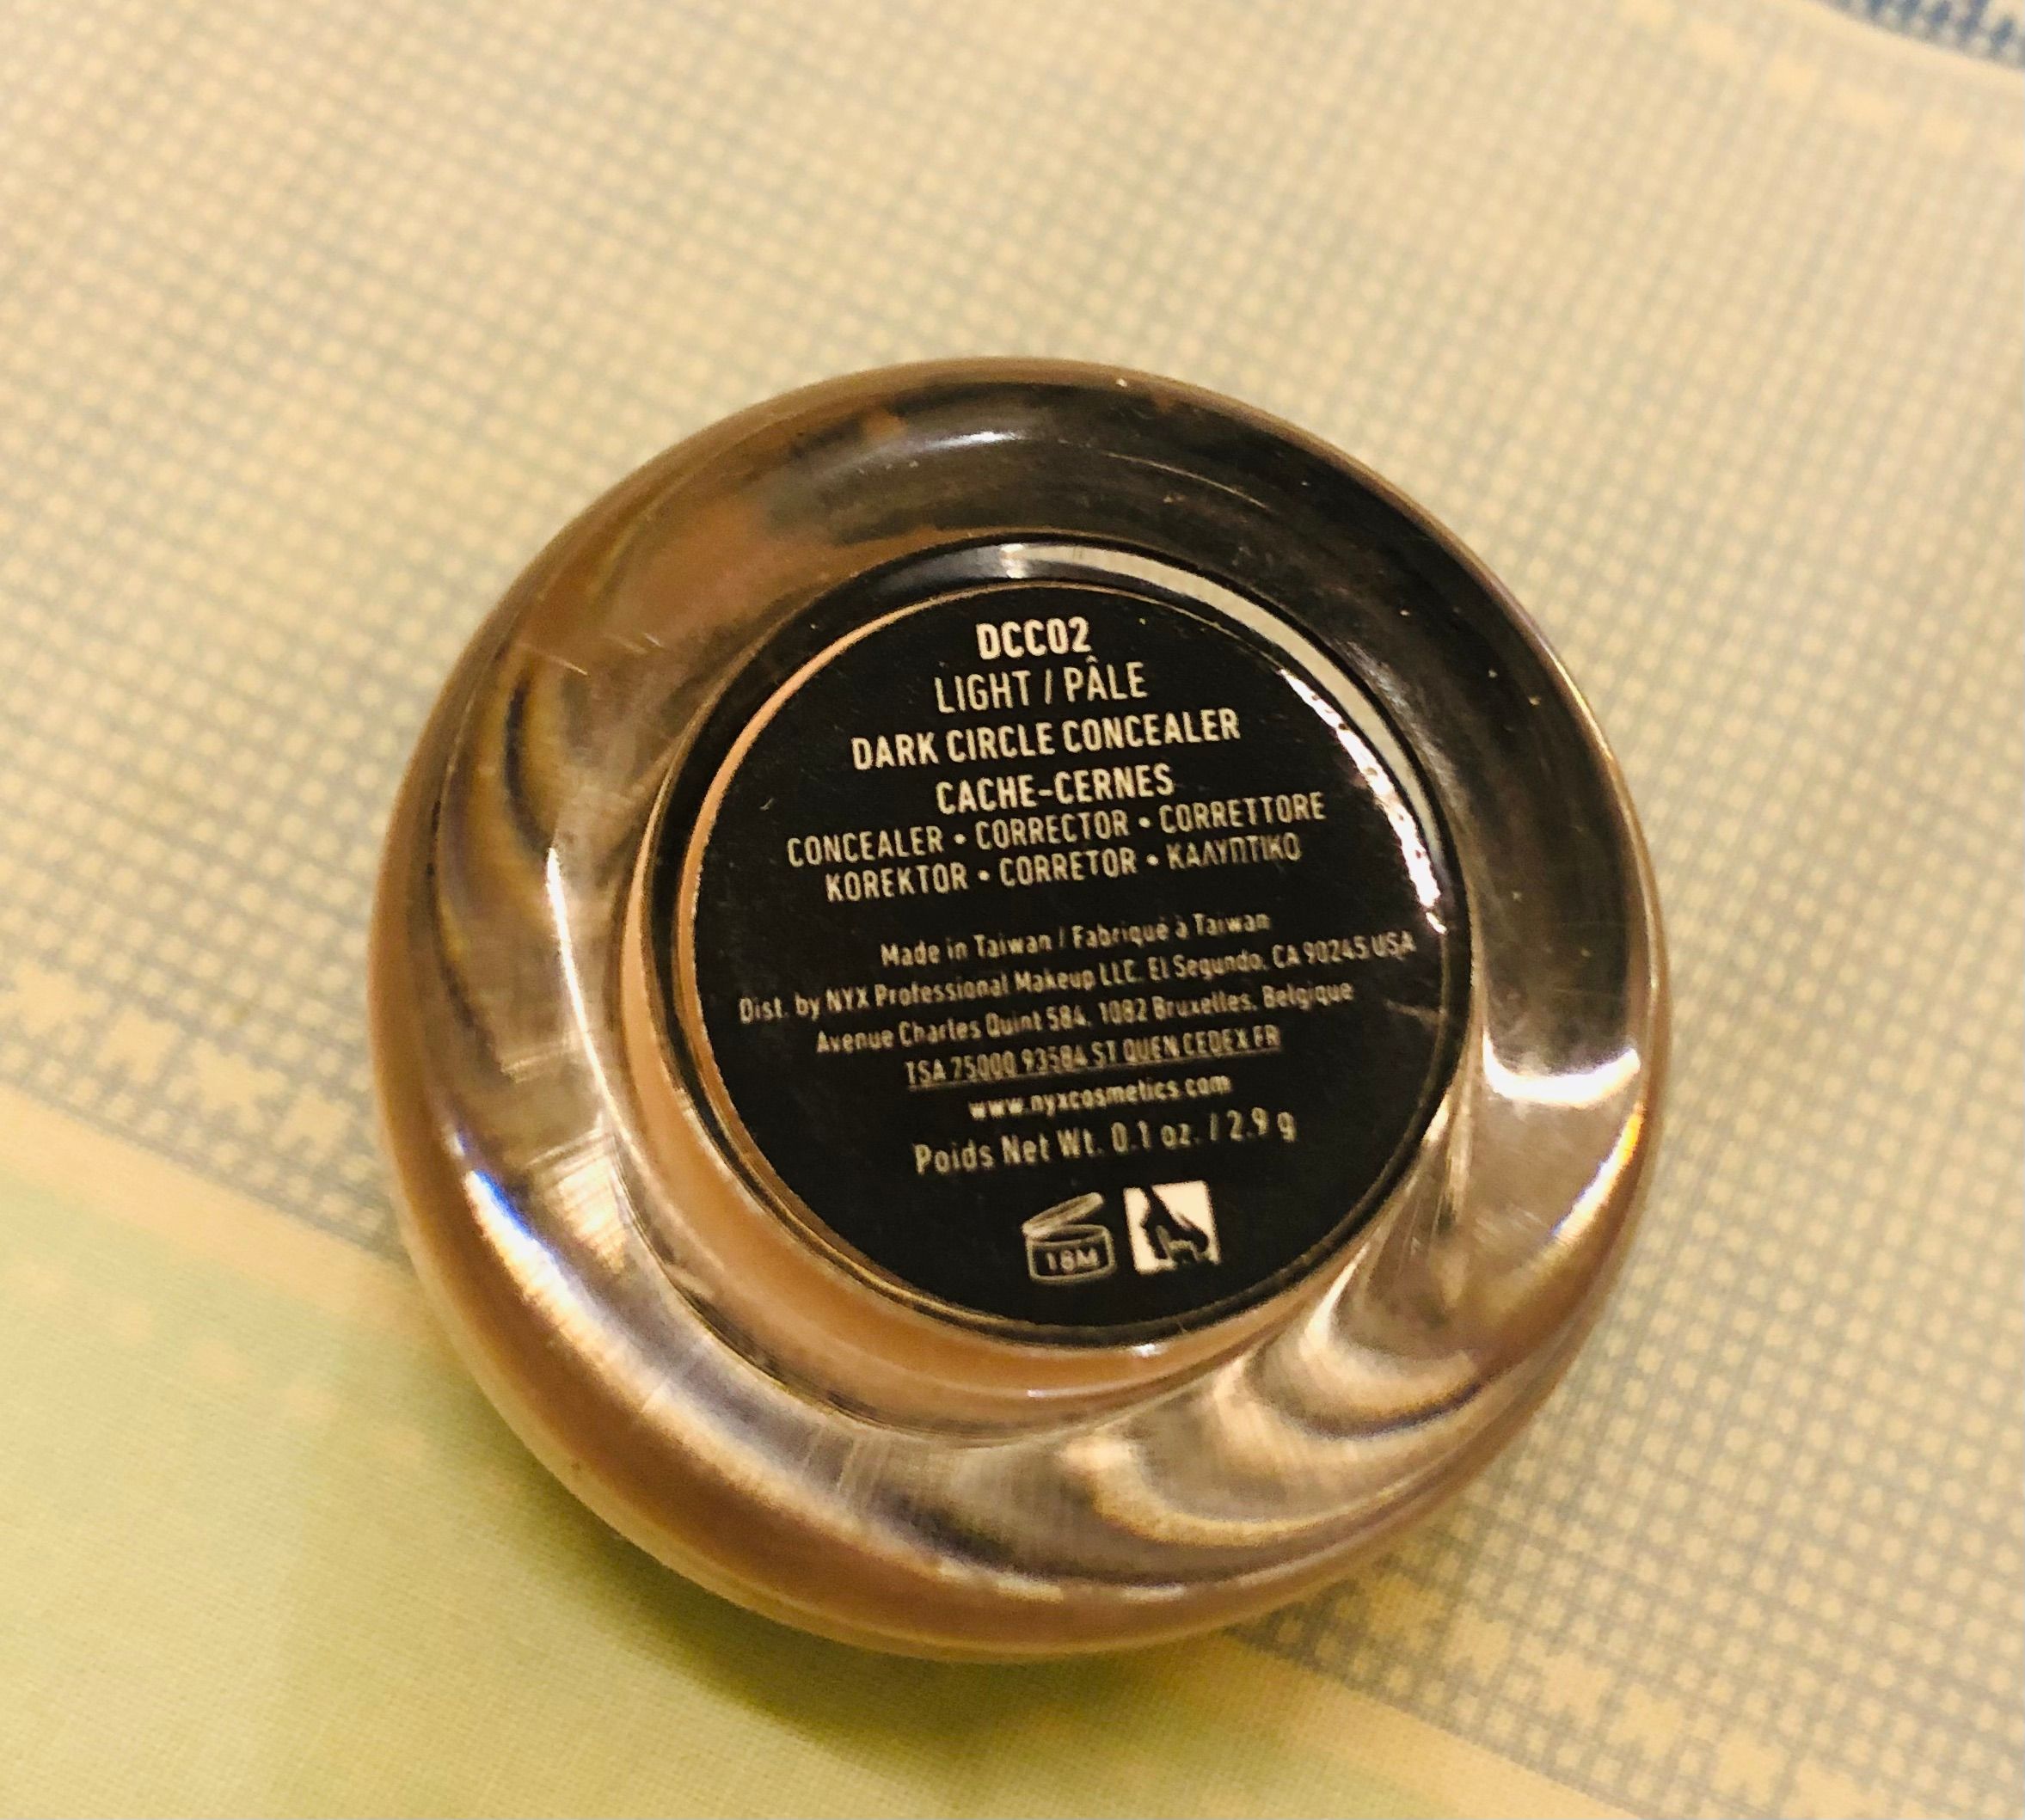 DCC02
LIGHT / PÂLE
DARK CIRCLE CONCEALER
CACHE-CERNES
CONCEALER • CORRECTOR • CORRETTORE
KOREKTOR • CORRETOR • ΚΑΛΥΠΤΙΚΟ
Made in Taiwan / Fabriqué à Taiwan
Dist. by NYX Professional Makeup LLC. El Segundo, CA 90245 USA
Avenue Charles Quint 584, 1082 Bruxelles, Belgique
TSA 75000 93584 ST OUEN CEDEX FR
www.nyxcosmetics.com
Poids Net Wt. 0.1 oz. / 2.9 g
18M